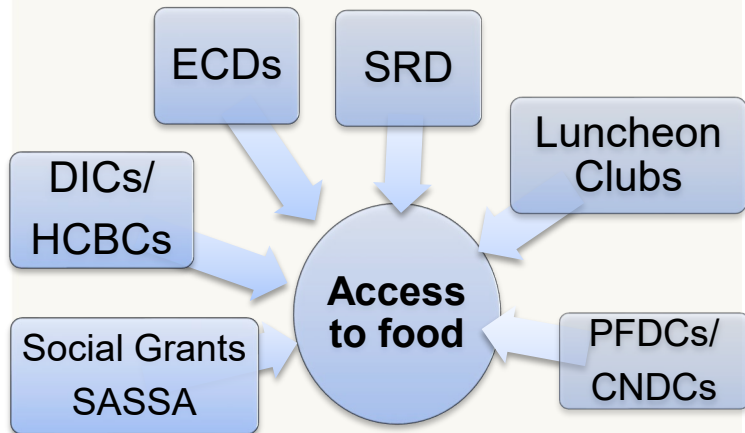 ECDs
SRD
Luncheon
Clubs
DICs/
HCBCs
Access
to food
Social Grants
SASSA
PFDCs/
CNDCs